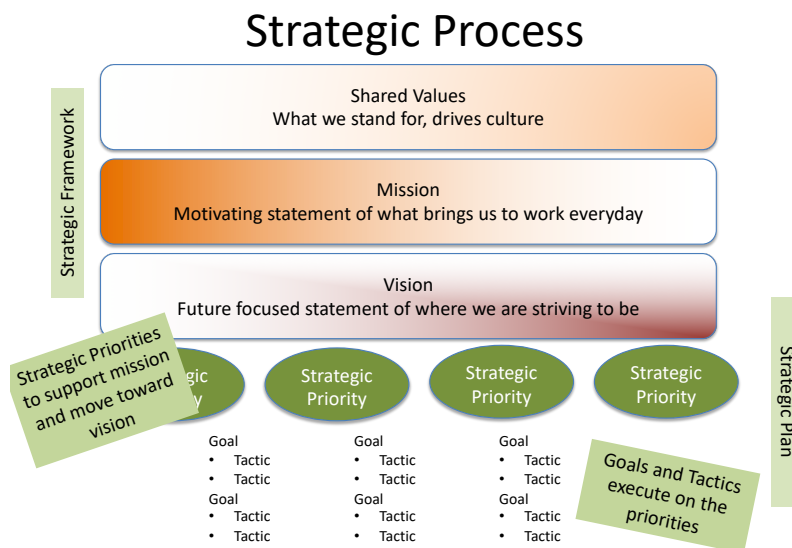 Strategic Process
Strategic Framework
Shared Values
What we stand for, drives culture
Mission
Motivating statement of what brings us to work everyday
Vision
Future focused statement of where we are striving to be
Strategic Plan
Strategic Priorities
to support mission
and move toward
vision
gic
y
Strategic
Priority
Strategic
Priority
Strategic
Priority
Goal
• Tactic
• Tactic
Goal
• Tactic
• Tactic
Goal
• Tactic
• Tactic
Goal
• Tactic
• Tactic
Goal
• Tactic
• Tactic
Goal
• Tactic
• Tactic
Goals and Tactics
execute on the
priorities